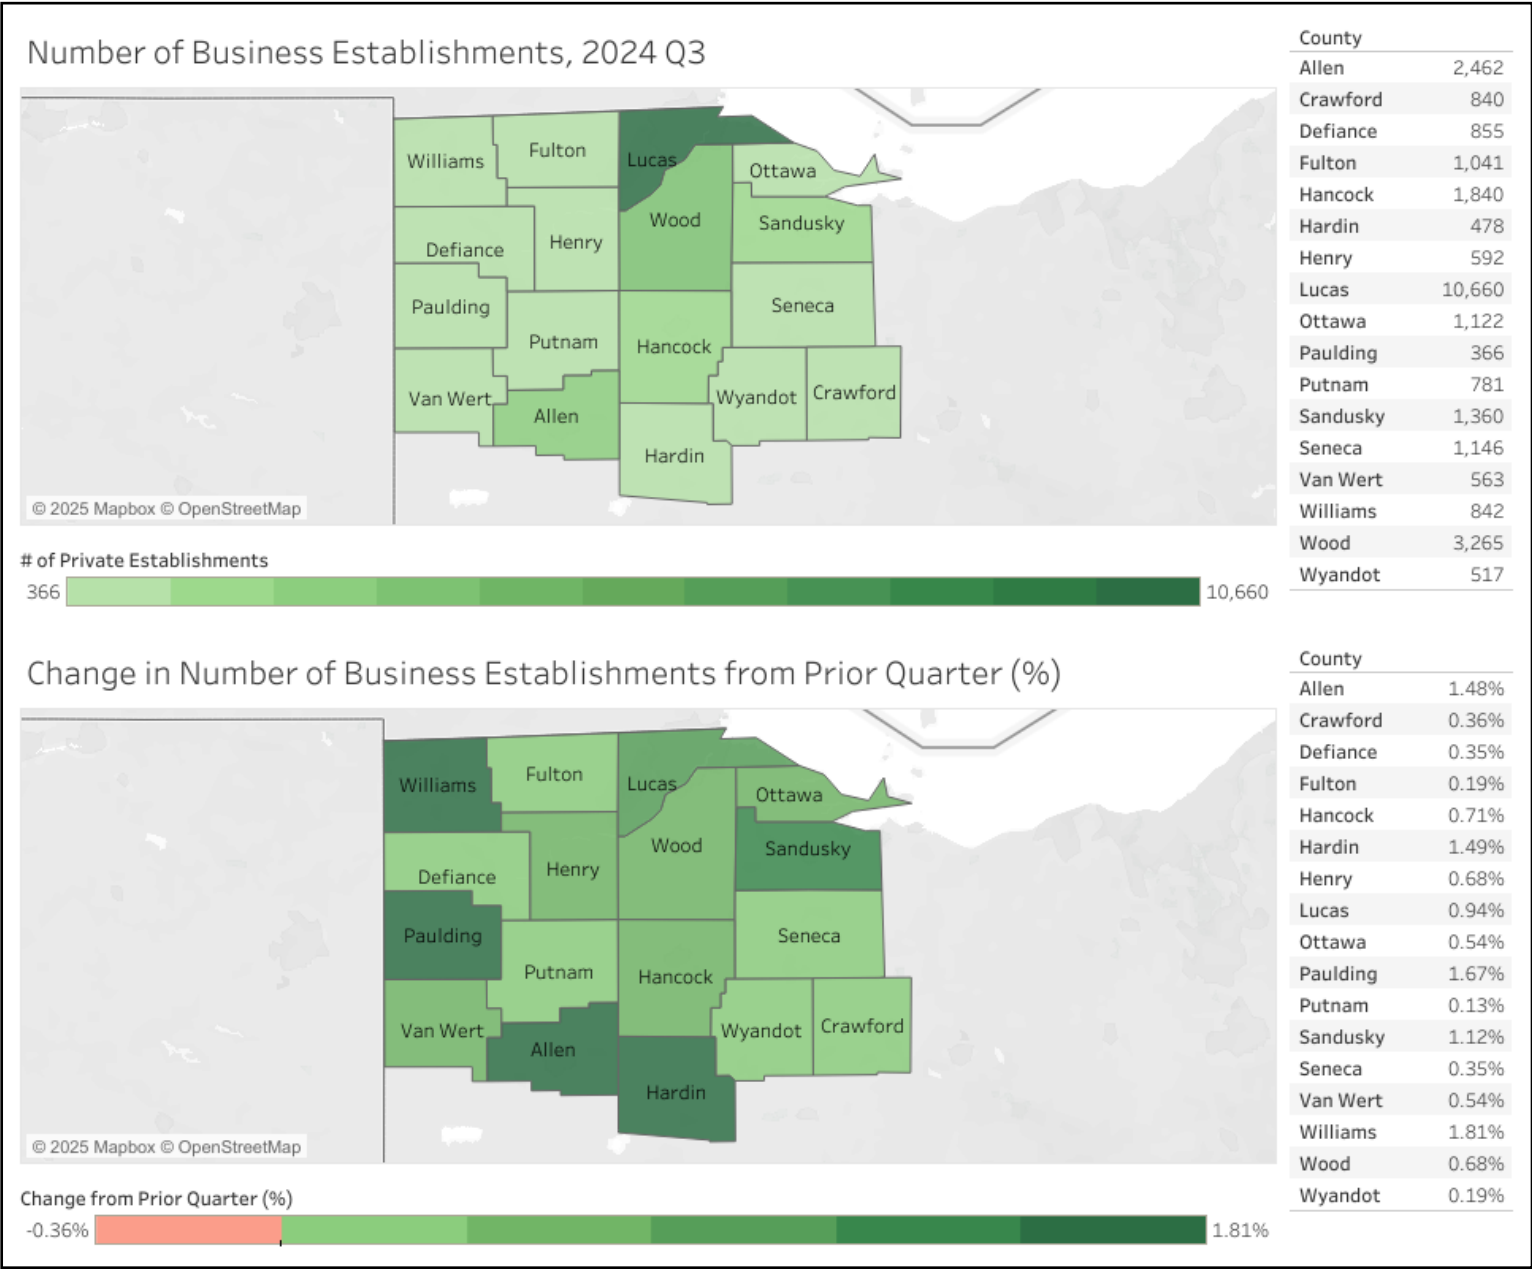 Number of Business Establishments, 2024 Q3
Williams
Fulton
Lucas
Ottawa
Wood
Sandusky
Defiance
Henry
Paulding
Seneca
Putnam
Hancock
Van Wert
Allen
Wyandot
Crawford
Hardin
© 2025 Mapbox © OpenStreetMap
# of Private Establishments
366
10,660
County
Allen 2,462
Crawford 840
Defiance 855
Fulton 1,041
Hancock 1,840
Hardin 478
Henry 592
Lucas 10,660
Ottawa 1,122
Paulding 366
Putnam 781
Sandusky 1,360
Seneca 1,146
Van Wert 563
Williams 842
Wood 3,265
Wyandot 517
Change in Number of Business Establishments from Prior Quarter (%)
Williams
Fulton
Lucas
Ottawa
Wood
Sandusky
Defiance
Henry
Paulding
Seneca
Putnam
Hancock
Van Wert
Allen
Wyandot
Crawford
Hardin
© 2025 Mapbox © OpenStreetMap
Change from Prior Quarter (%)
-0.36%
1.81%
County
Allen 1.48%
Crawford 0.36%
Defiance 0.35%
Fulton 0.19%
Hancock 0.71%
Hardin 1.49%
Henry 0.68%
Lucas 0.94%
Ottawa 0.54%
Paulding 1.67%
Putnam 0.13%
Sandusky 1.12%
Seneca 0.35%
Van Wert 0.54%
Williams 1.81%
Wood 0.68%
Wyandot 0.19%